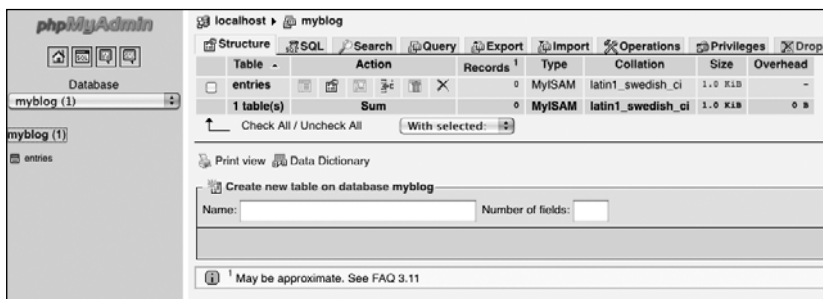 phpMyAdmin
Database
myblog (1)
myblog (1)
entries
localhost ▸ myblog
Structure SQL Search Query Export Import Operations Privileges Drop
Table Action Records 1 Type Collation Size Overhead
entries 0 MyISAM latin1_swedish_ci 1.0 KiB -
1 table(s) Sum 0 MyISAM latin1_swedish_ci 1.0 KiB 0 B
Check All / Uncheck All With selected:
Print view Data Dictionary
Create new table on database myblog
Name: Number of fields:
1 May be approximate. See FAQ 3.11